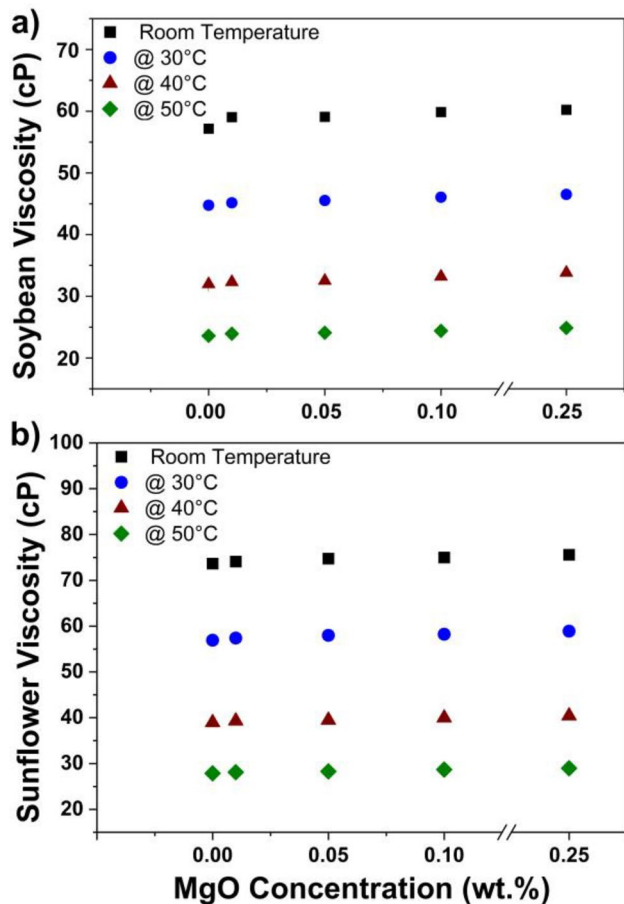 a)
Room Temperature
@ 30°C
@ 40°C
@ 50°C
Soybean Viscosity (cP)
70
60
50
40
30
20
0.00 0.05 0.10 0.25
b)
Room Temperature
@ 30°C
@ 40°C
@ 50°C
Sunflower Viscosity (cP)
100
90
80
70
60
50
40
30
20
0.00 0.05 0.10 0.25
MgO Concentration (wt.%)